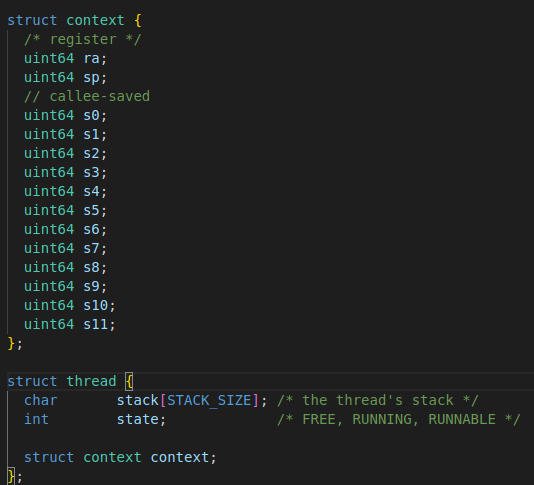 struct context {
  /* register */
  uint64 ra;
  uint64 sp;
  // callee-saved
  uint64 s0;
  uint64 s1;
  uint64 s2;
  uint64 s3;
  uint64 s4;
  uint64 s5;
  uint64 s6;
  uint64 s7;
  uint64 s8;
  uint64 s9;
  uint64 s10;
  uint64 s11;
};

struct thread {
  char       stack[STACK_SIZE]; /* the thread's stack */
  int        state;             /* FREE, RUNNING, RUNNABLE */

  struct context context;
};